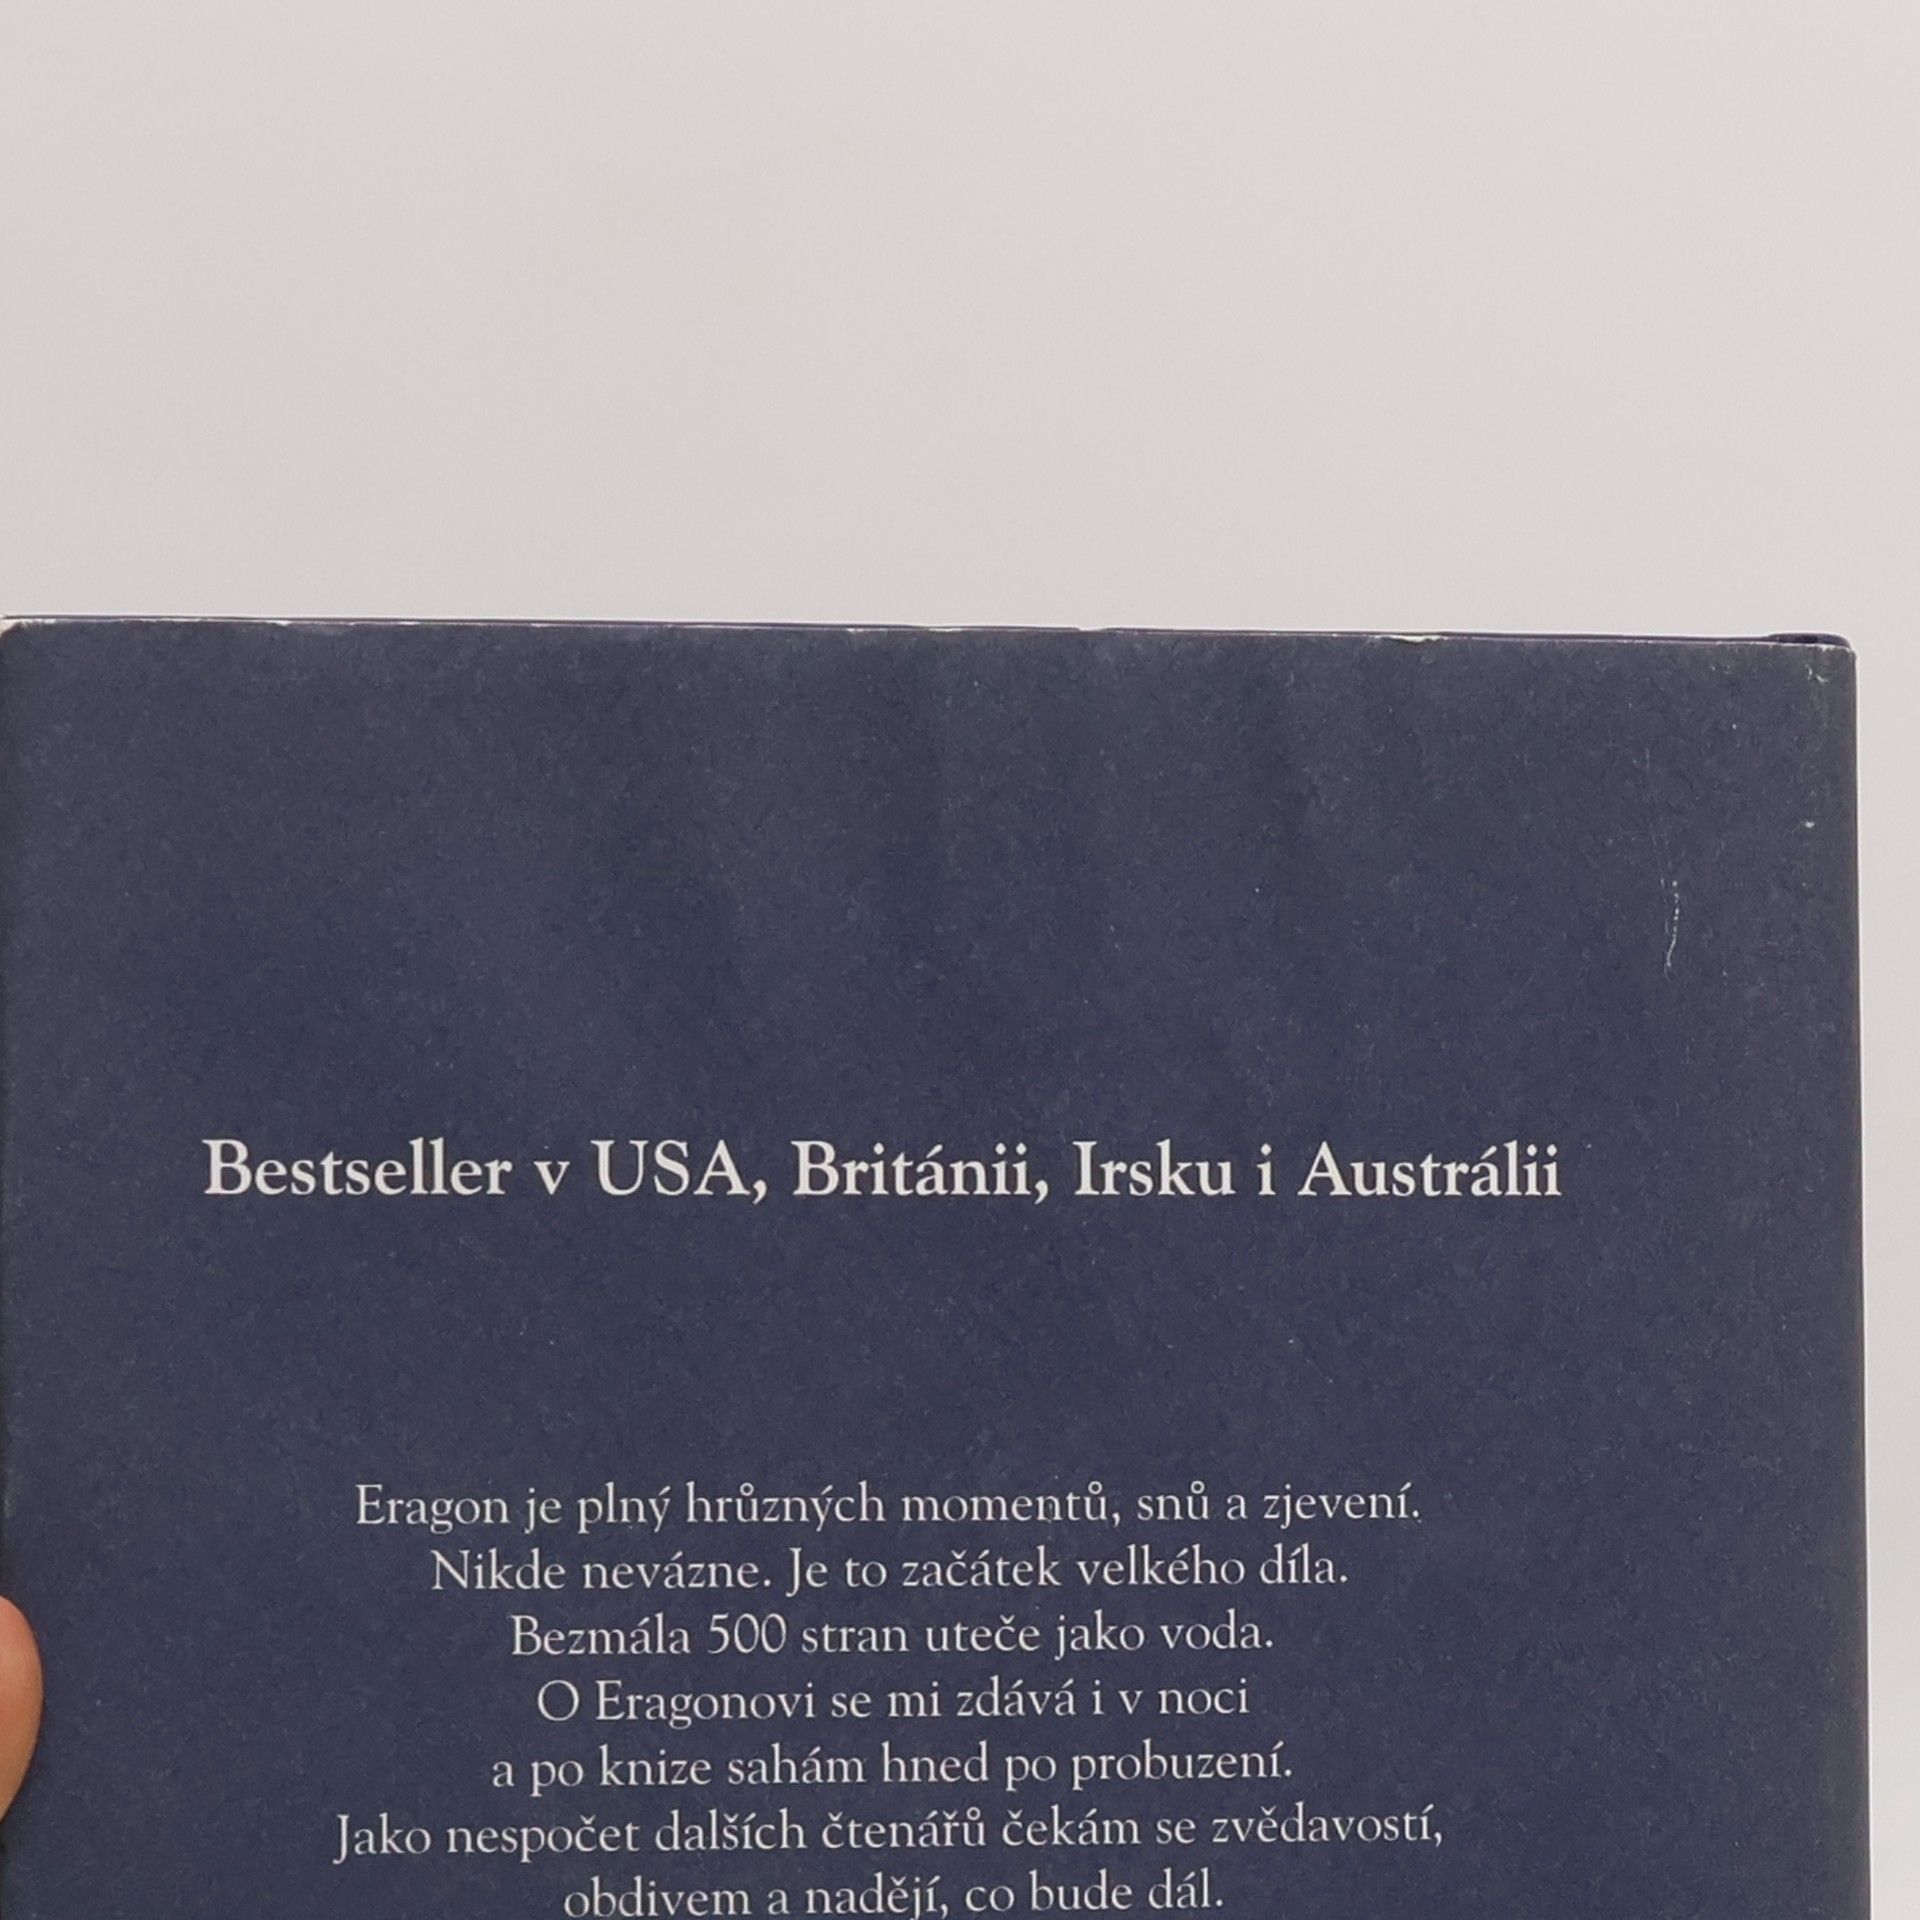 Bestseller v USA, Británii, Irsku i Austrálii
Eragon je plný hrůzných momentů, snů a zjevení.
Nikde nevázne. Je to začátek velkého díla.
Bezmála 500 stran uteče jako voda.
O Eragonovi se mi zdává i v noci
a po knize sahám hned po probuzení.
Jako nespočet dalších čtenářů čekám se zvědavostí,
obdivem a nadějí, co bude dál.